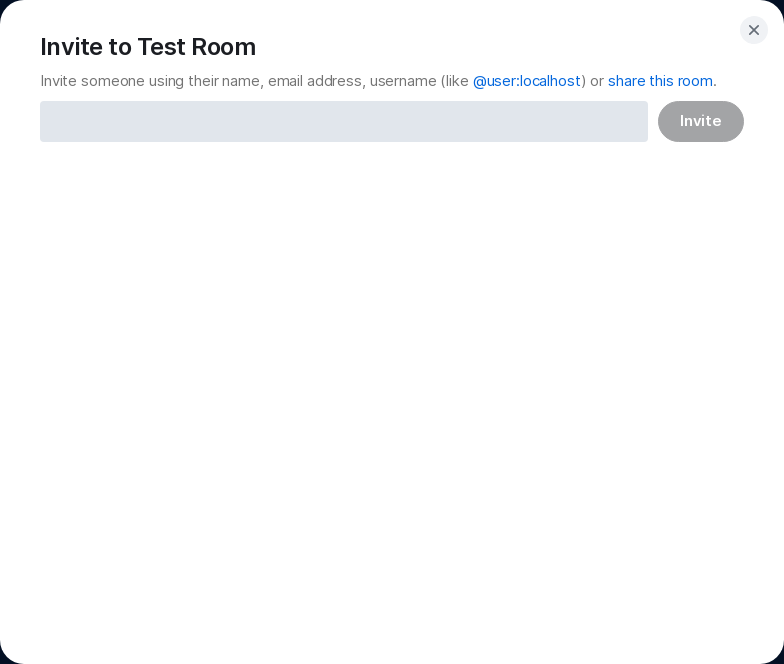 Invite to Test Room
Invite someone using their name, email address, username (like @user:localhost) or share this room.
Invite